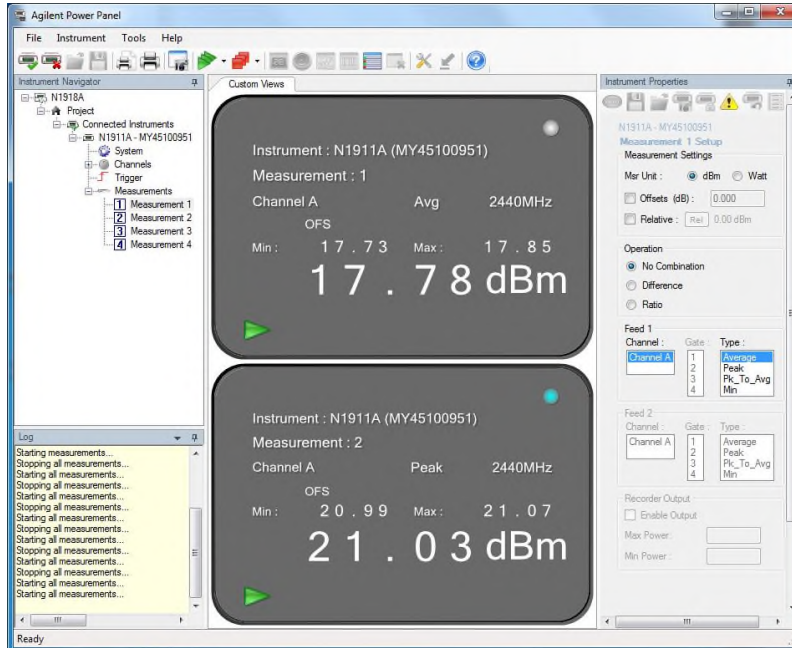 Agilent Power Panel
File Instrument Tools Help
Instrument Navigator
N1918A
Project
Connected Instruments
N1911A - MY45100951
System
Channels
Trigger
Measurements
1 Measurement 1
2 Measurement 2
3 Measurement 3
4 Measurement 4
Log
Starting measurements...
Stopping all measurements...
Starting all measurements...
Stopping all measurements...
Starting all measurements...
Stopping all measurements...
Starting all measurements...
Stopping all measurements...
Starting all measurements...
Stopping all measurements...
Starting all measurements...
Stopping all measurements...
Starting all measurements...
Starting all measurements...
Ready
Custom Views
Instrument : N1911A (MY45100951)
Measurement : 1
Channel A Avg 2440MHz
OFS
Min : 17.73 Max : 17.85
17.78 dBm
Instrument : N1911A (MY45100951)
Measurement : 2
Channel A Peak 2440MHz
OFS
Min : 20.99 Max : 21.07
21.03 dBm
Instrument Properties
N1911A - MY45100951
Measurement 1 Setup
Measurement Settings
Msr Unit : dBm Watt
Offsets (dB) : 0.000
Relative : Rel 0.00 dBm
Operation
No Combination
Difference
Ratio
Feed 1
Channel : Gate : Type :
Channel A 1 Average
2 Peak
3 Pk_To_Avg
4 Min
Feed 2
Channel : Gate : Type :
Channel A 1 Average
2 Peak
3 Pk_To_Avg
4 Min
Recorder Output
Enable Output
Max Power :
Min Power :